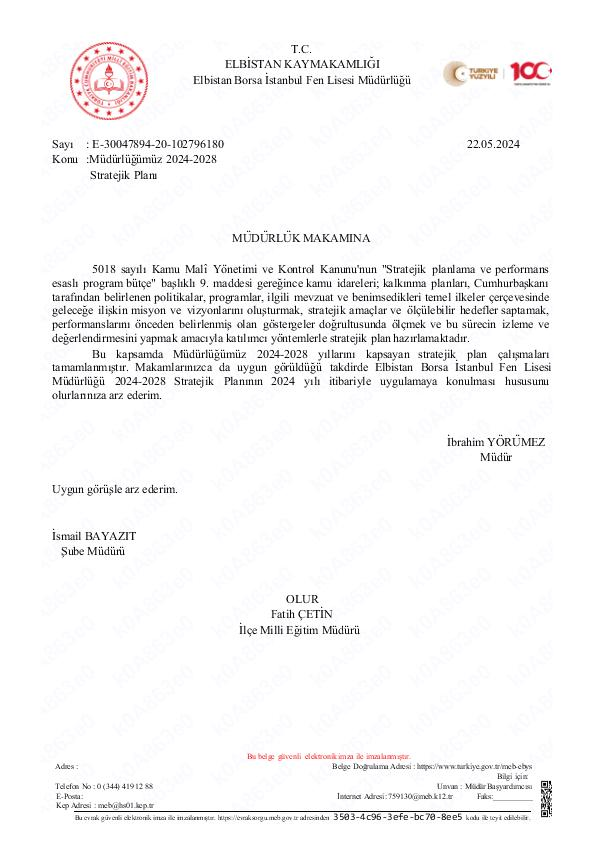 T.C.
ELBİSTAN KAYMAKAMLIĞI
Elbistan Borsa İstanbul Fen Lisesi Müdürlüğü
TÜRKİYE
YÜZYILI
Sayı : E-30047894-20-102796180
22.05.2024
Konu :Müdürlüğümüz 2024-2028
Stratejik Planı
MÜDÜRLÜK MAKAMINA
5018 sayılı Kamu Malî Yönetimi ve Kontrol Kanunu'nun "Stratejik planlama ve performans
esaslı program bütçe" başlıklı 9. maddesi gereğince kamu idareleri; kalkınma planları, Cumhurbaşkanı
tarafından belirlenen politikalar, programlar, ilgili mevzuat ve benimsedikleri temel ilkeler çerçevesinde
geleceğe ilişkin misyon ve vizyonlarını oluşturmak, stratejik amaçlar ve ölçülebilir hedefler saptamak,
performanslarını önceden belirlenmiş olan göstergeler doğrultusunda ölçmek ve bu sürecin izleme ve
değerlendirmesini yapmak amacıyla katılımcı yöntemlerle stratejik plan hazırlamaktadır.
Bu kapsamda Müdürlüğümüz 2024-2028 yıllarını kapsayan stratejik plan çalışmaları
tamamlanmıştır. Makamlarınızca da uygun görüldüğü takdirde Elbistan Borsa İstanbul Fen Lisesi
Müdürlüğü 2024-2028 Stratejik Planının 2024 yılı itibariyle uygulamaya konulması hususunu
olurlarınıza arz ederim.
İbrahim YÖRÜMEZ
Müdür
Uygun görüşle arz ederim.
İsmail BAYAZIT
Şube Müdürü
OLUR
Fatih ÇETİN
İlçe Milli Eğitim Müdürü
Bu belge güvenli elektronik imza ile imzalanmıştır.
Adres :
Belge Doğrulama Adresi : https://www.turkiye.gov.tr/meb-ebys
Bilgi için:
Telefon No : 0 (344) 419 12 88
Unvan : Müdür Başyardımcısı
E-Posta:
İnternet Adresi: 759130@meb.k12.tr
Faks:__________
Kep Adresi : meb@hs01.kep.tr
Bu evrak güvenli elektronik imza ile imzalanmıştır. https://evraksorgu.meb.gov.tr adresinden 3503-4c96-3efe-bc70-8ee5 kodu ile teyit edilebilir.